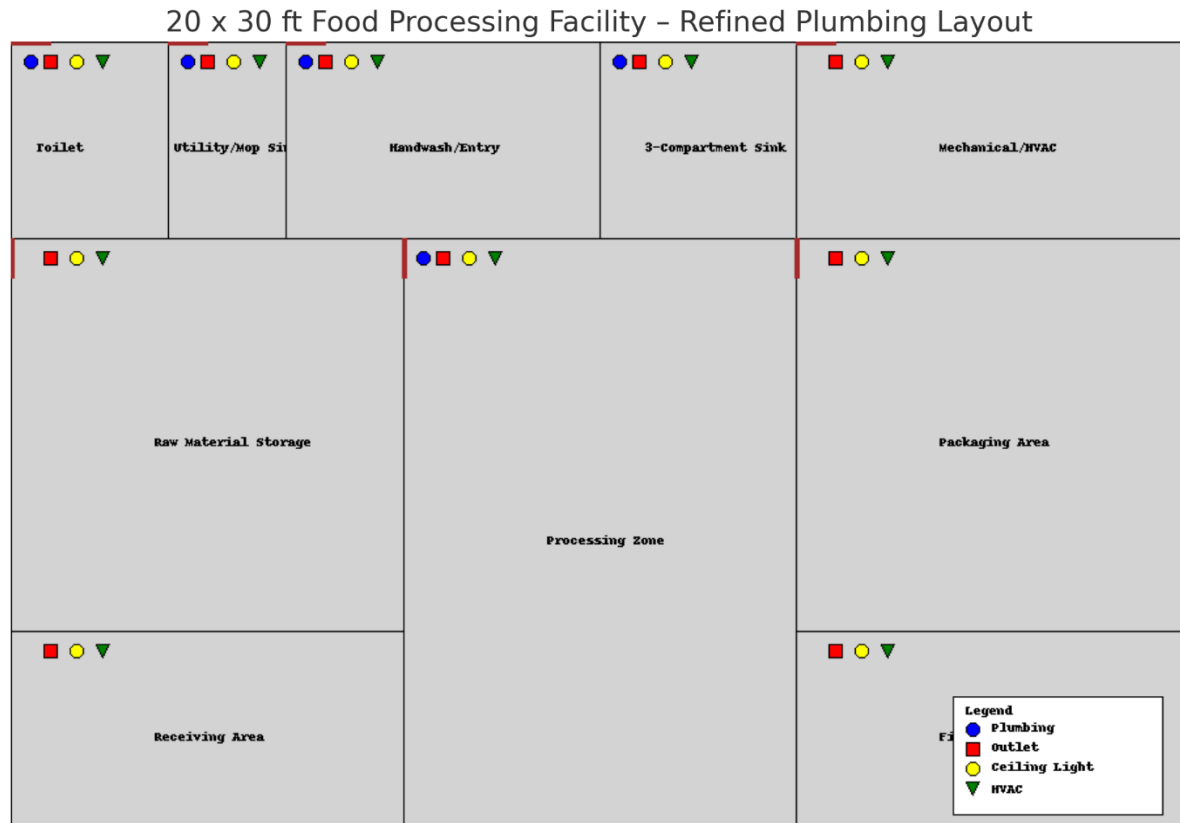 20 x 30 ft Food Processing Facility – Refined Plumbing Layout
Toilet
Utility/Mop Si
Handwash/Entry
3-Compartment Sink
Mechanical/HVAC
Raw Material Storage
Packaging Area
Processing Zone
Receiving Area
Fi
Legend
Plumbing
Outlet
Ceiling Light
HVAC